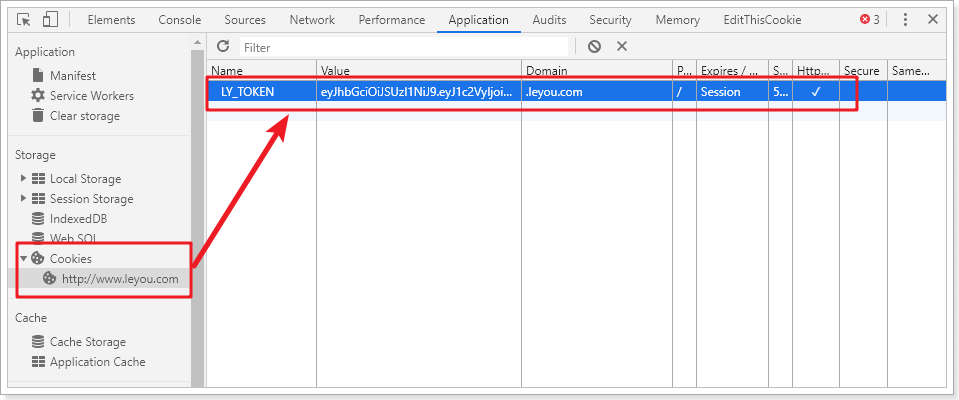 Elements Console Sources Network Performance Application Audits Security Memory EditThisCookie 3
Application
Manifest
Service Workers
Clear storage
Storage
Local Storage
Session Storage
IndexedDB
Web SQL
Cookies
http://www.leyou.com
Cache
Cache Storage
Application Cache
Filter
Name Value Domain P... Expires / ... S... Http... Secure Same...
LY_TOKEN eyJhbGciOiJSUzI1NiJ9.eyJ1c2VyIjoi... .leyou.com / Session 5... ✓